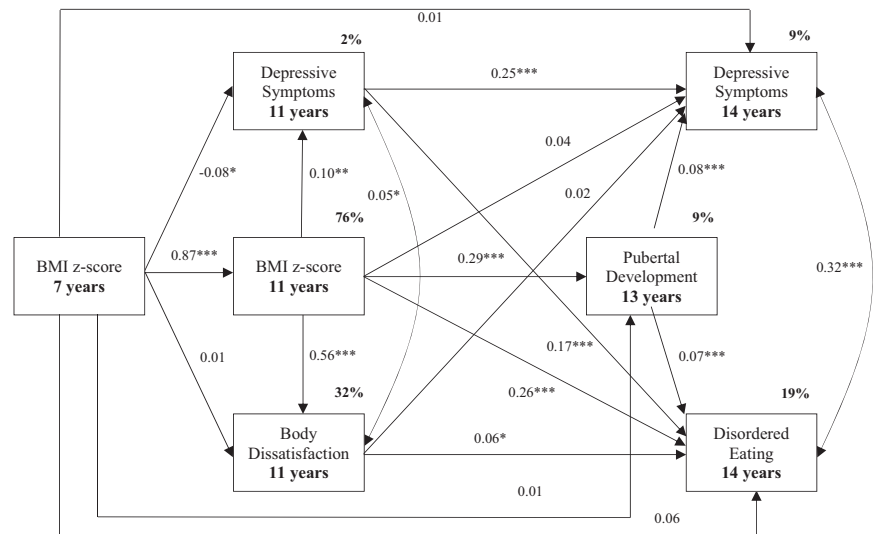 0.01
2%
9%
Depressive
Symptoms
11 years
0.25***
Depressive
Symptoms
14 years
-0.08*
0.10**
0.05*
0.04
0.02
0.08***
76%
9%
BMI z-score
7 years
0.87***
BMI z-score
11 years
0.29***
Pubertal
Development
13 years
0.32***
0.01
0.56***
0.17***
0.07***
32%
0.26***
19%
Body
Dissatisfaction
11 years
0.06*
Disordered
Eating
14 years
0.01
0.06